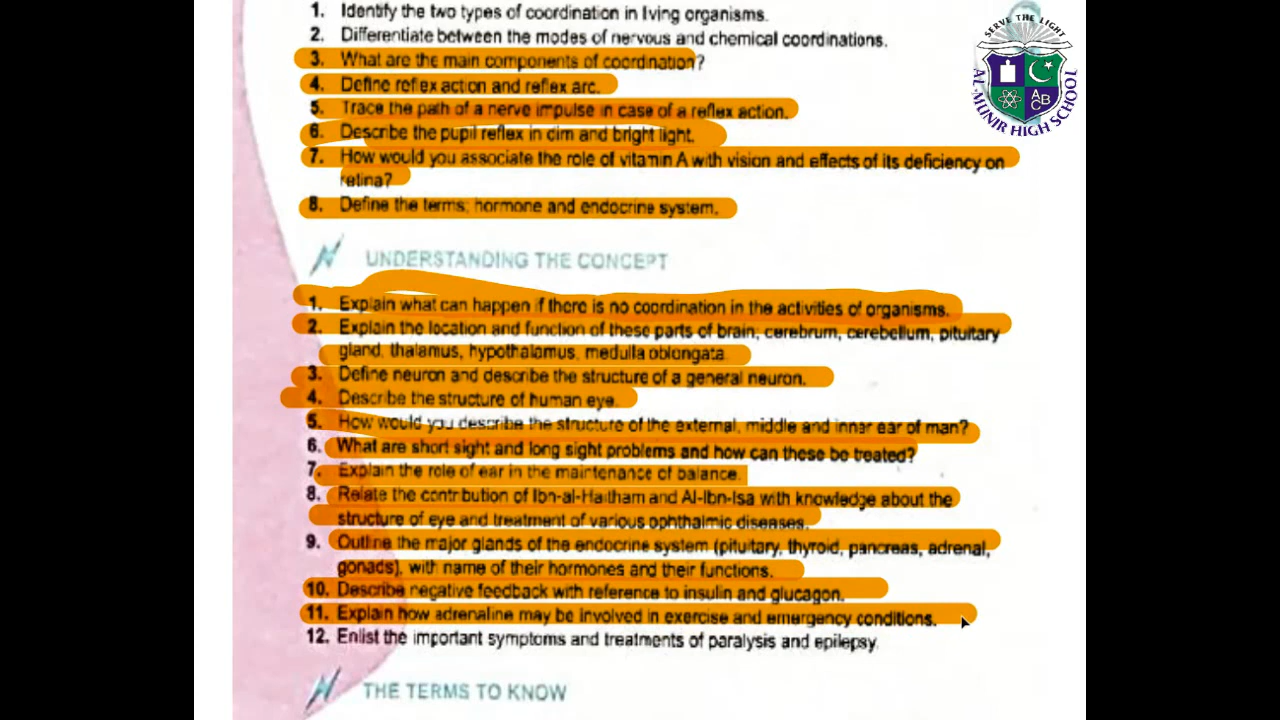 1. Identify the two types of coordination in living organisms.
2. Differentiate between the modes of nervous and chemical coordinations.
3. What are the main components of coordination?
4. Define reflex action and reflex arc.
5. Trace the path of a nerve impulse in case of a reflex action.
6. Describe the pupil reflex in dim and bright light.
7. How would you associate the role of vitamin A with vision and effects of its deficiency on
retina?
8. Define the terms; hormone and endocrine system.
UNDERSTANDING THE CONCEPT
1. Explain what can happen if there is no coordination in the activities of organisms.
2. Explain the location and function of these parts of brain; cerebrum, cerebellum, pituitary
gland, thalamus, hypothalamus, medulla oblongata.
3. Define neuron and describe the structure of a general neuron.
4. Describe the structure of human eye.
5. How would you describe the structure of the external, middle and inner ear of man?
6. What are short sight and long sight problems and how can these be treated?
7. Explain the role of ear in the maintenance of balance.
8. Relate the contribution of Ibn-al-Haitham and Al-Ibn-Isa with knowledge about the
structure of eye and treatment of various ophthalmic diseases.
9. Outline the major glands of the endocrine system (pituitary, thyroid, pancreas, adrenal,
gonads), with name of their hormones and their functions.
10. Describe negative feedback with reference to insulin and glucagon.
11. Explain how adrenaline may be involved in exercise and emergency conditions.
12. Enlist the important symptoms and treatments of paralysis and epilepsy.
THE TERMS TO KNOW
SERVE THE LIGHT
AB
C
AL-MUNIR HIGH SCHOOL